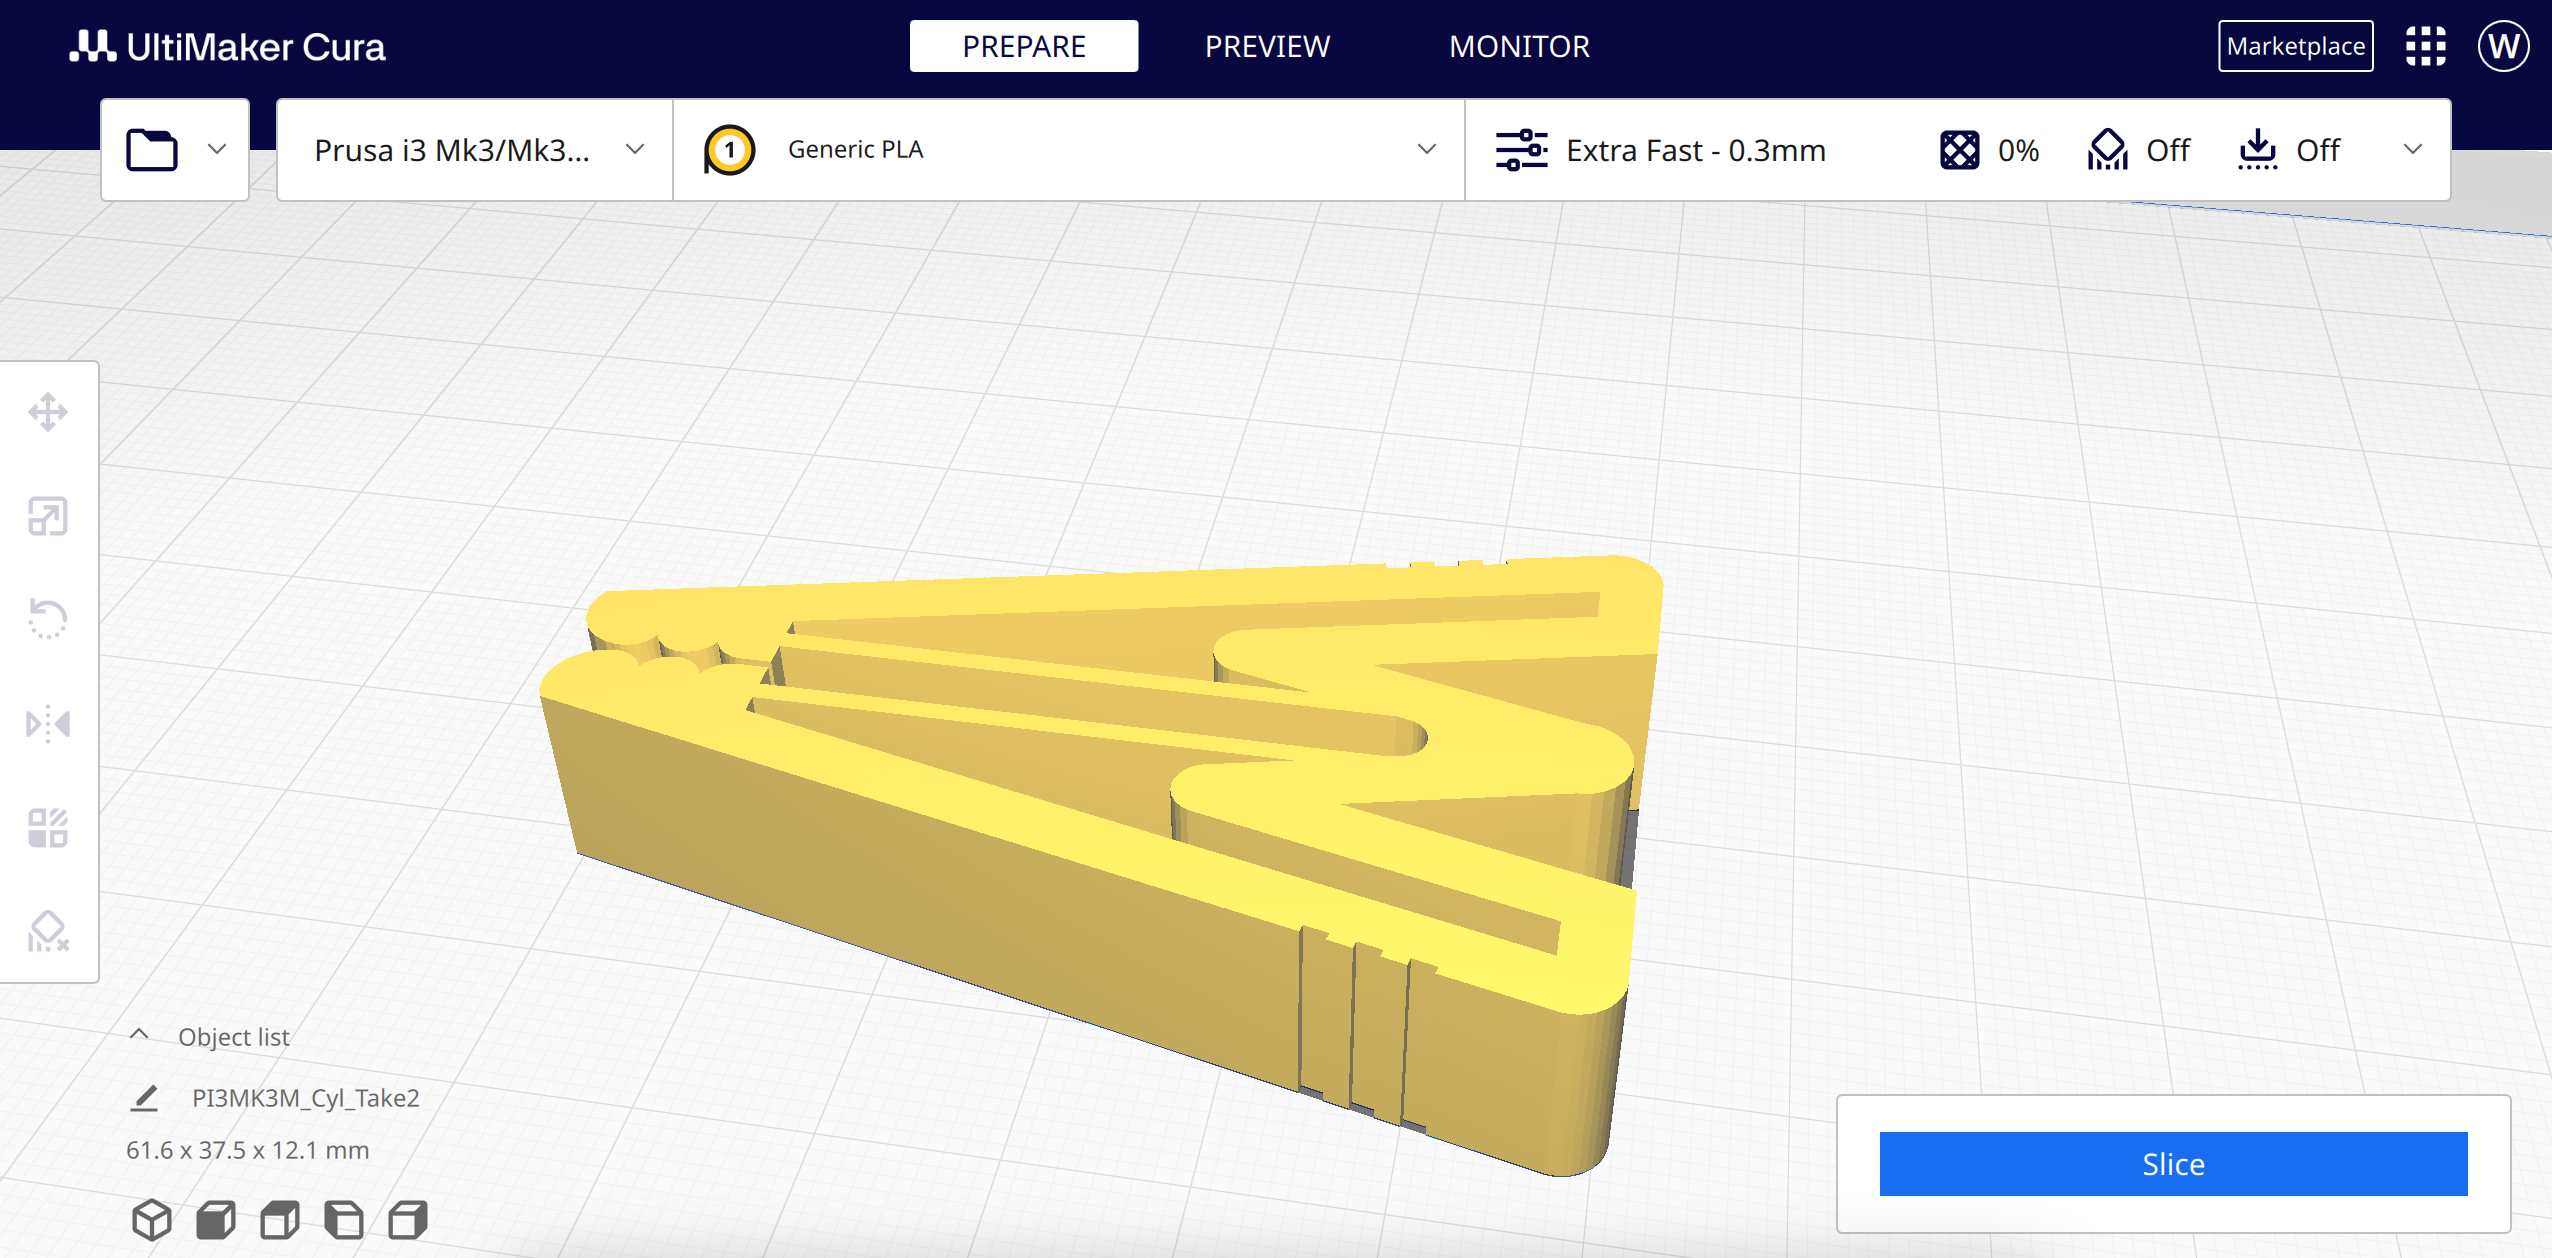 UltiMaker Cura
PREPARE
PREVIEW
MONITOR
Marketplace
W
Prusa i3 Mk3/Mk3...
1
Generic PLA
Extra Fast - 0.3mm
0%
Off
Off
Object list
PI3MK3M_Cyl_Take2
61.6 x 37.5 x 12.1 mm
Slice